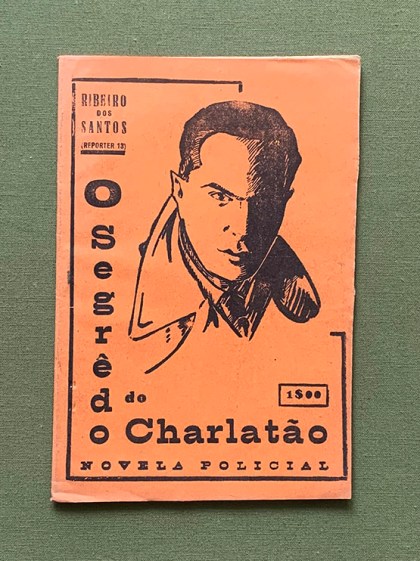 RIBEIRO
DOS
SANTOS
(REPORTER 13)
O Segrêdo
do
Charlatão
1$00
NOVELA POLICIAL